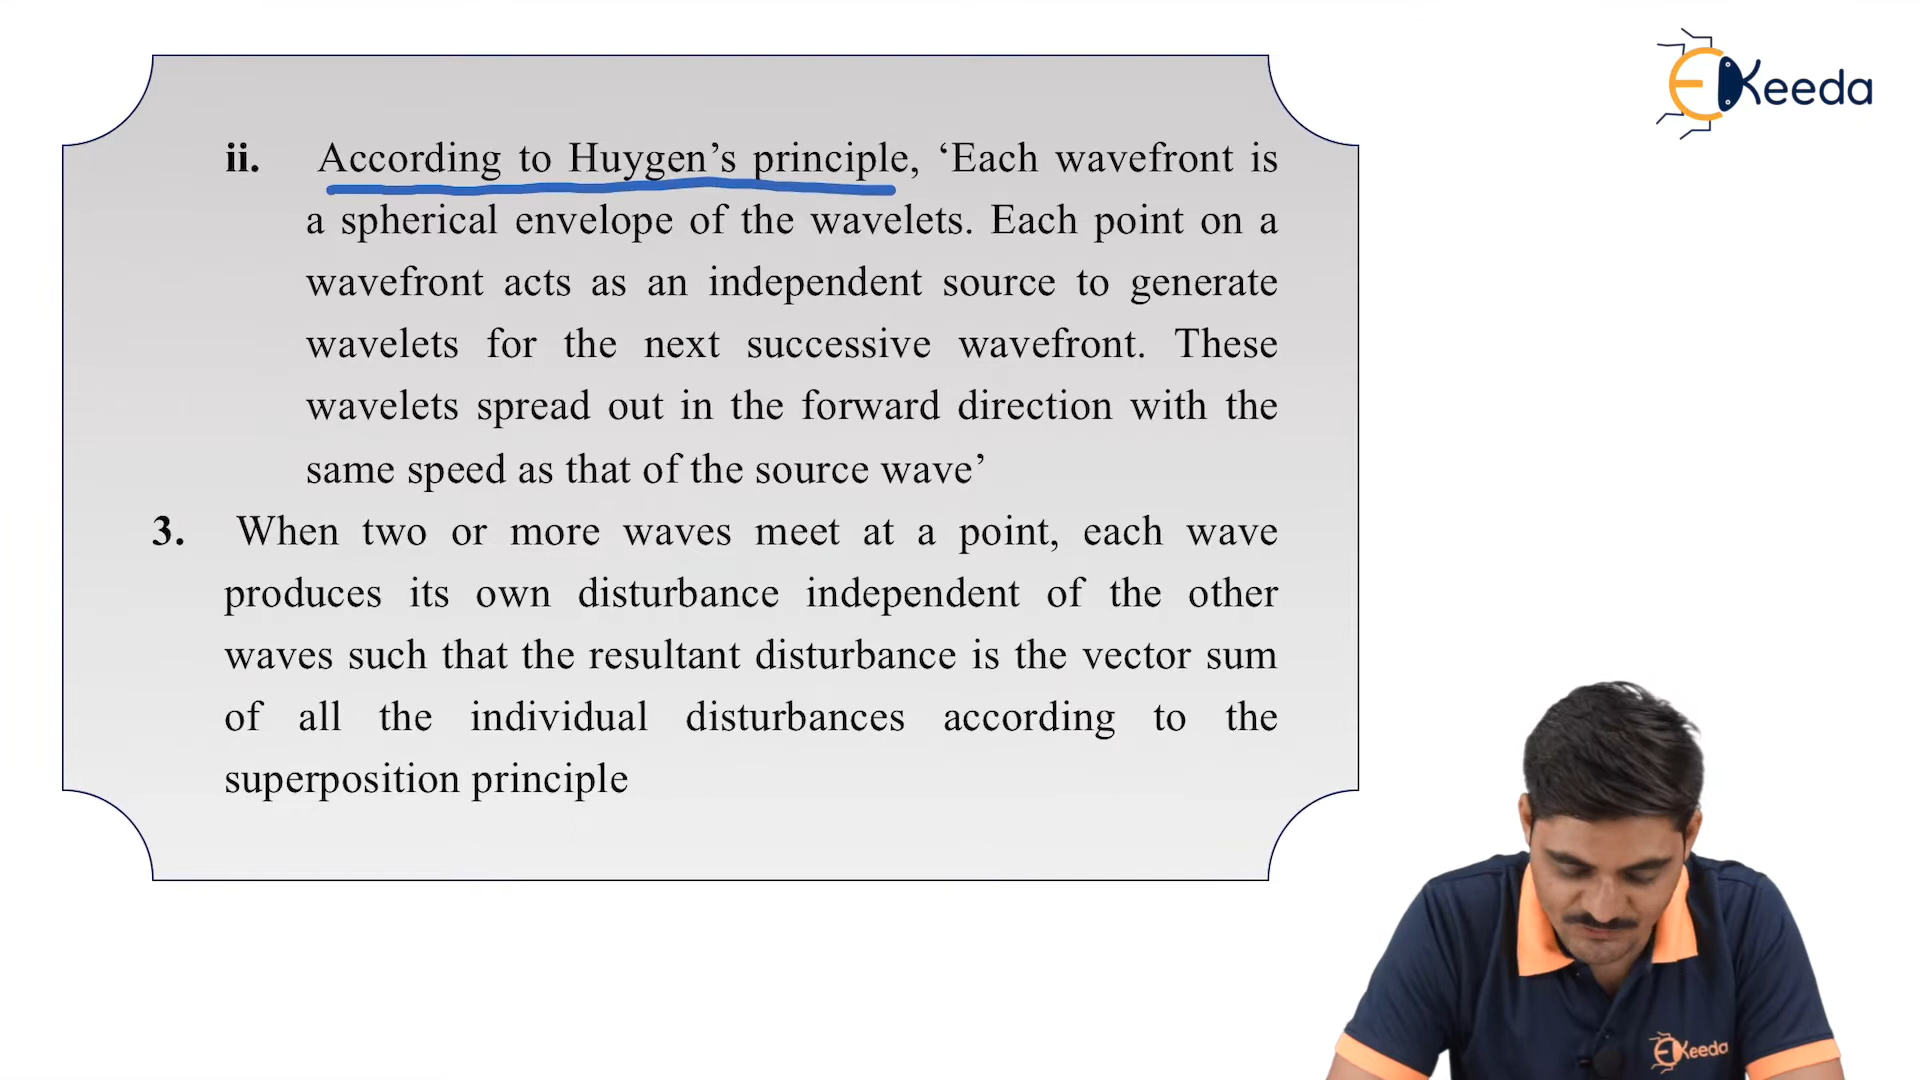 EKeeda
ii. According to Huygen’s principle, ‘Each wavefront is
a spherical envelope of the wavelets. Each point on a
wavefront acts as an independent source to generate
wavelets for the next successive wavefront. These
wavelets spread out in the forward direction with the
same speed as that of the source wave’
3. When two or more waves meet at a point, each wave
produces its own disturbance independent of the other
waves such that the resultant disturbance is the vector sum
of all the individual disturbances according to the
superposition principle
EKeeda